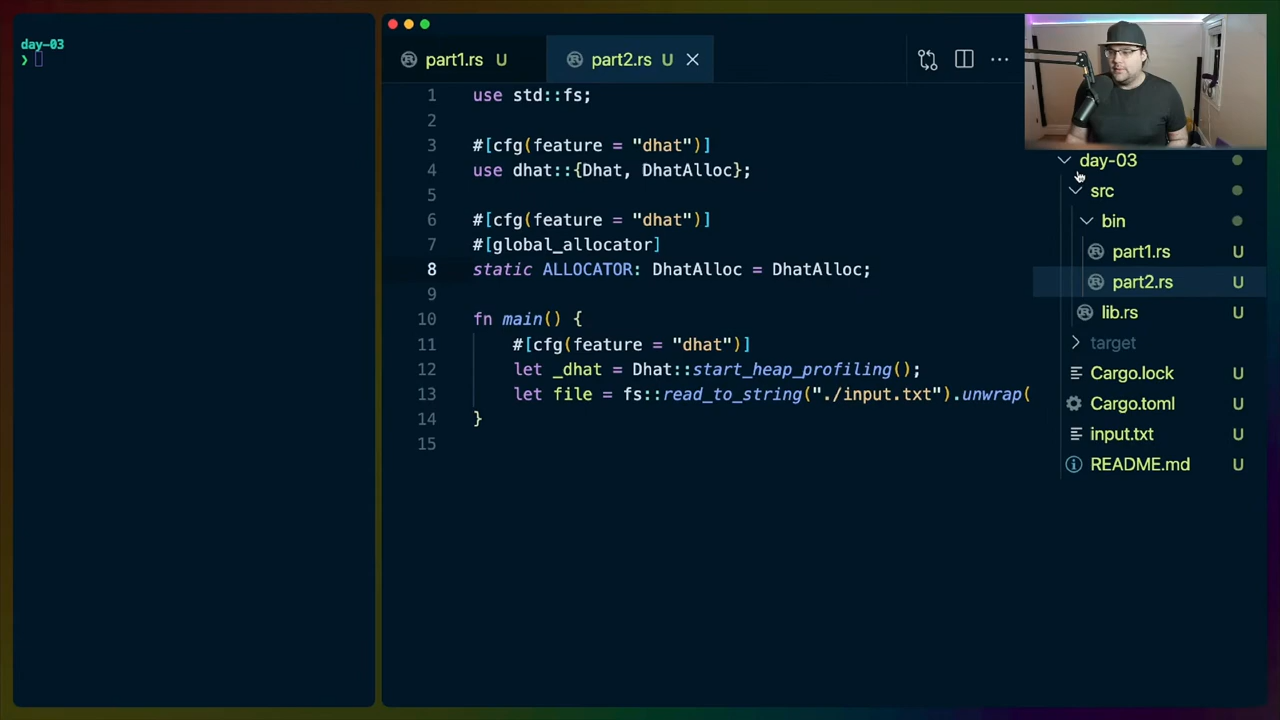 day-03
❯
part1.rs U
part2.rs U
1 use std::fs;
2
3 #[cfg(feature = "dhat")]
4 use dhat::{Dhat, DhatAlloc};
5
6 #[cfg(feature = "dhat")]
7 #[global_allocator]
8 static ALLOCATOR: DhatAlloc = DhatAlloc;
9
10 fn main() {
11 #[cfg(feature = "dhat")]
12 let _dhat = Dhat::start_heap_profiling();
13 let file = fs::read_to_string("./input.txt").unwrap(
14 }
15
day-03
src
bin
part1.rs U
part2.rs U
lib.rs U
target
Cargo.lock U
Cargo.toml U
input.txt U
README.md U